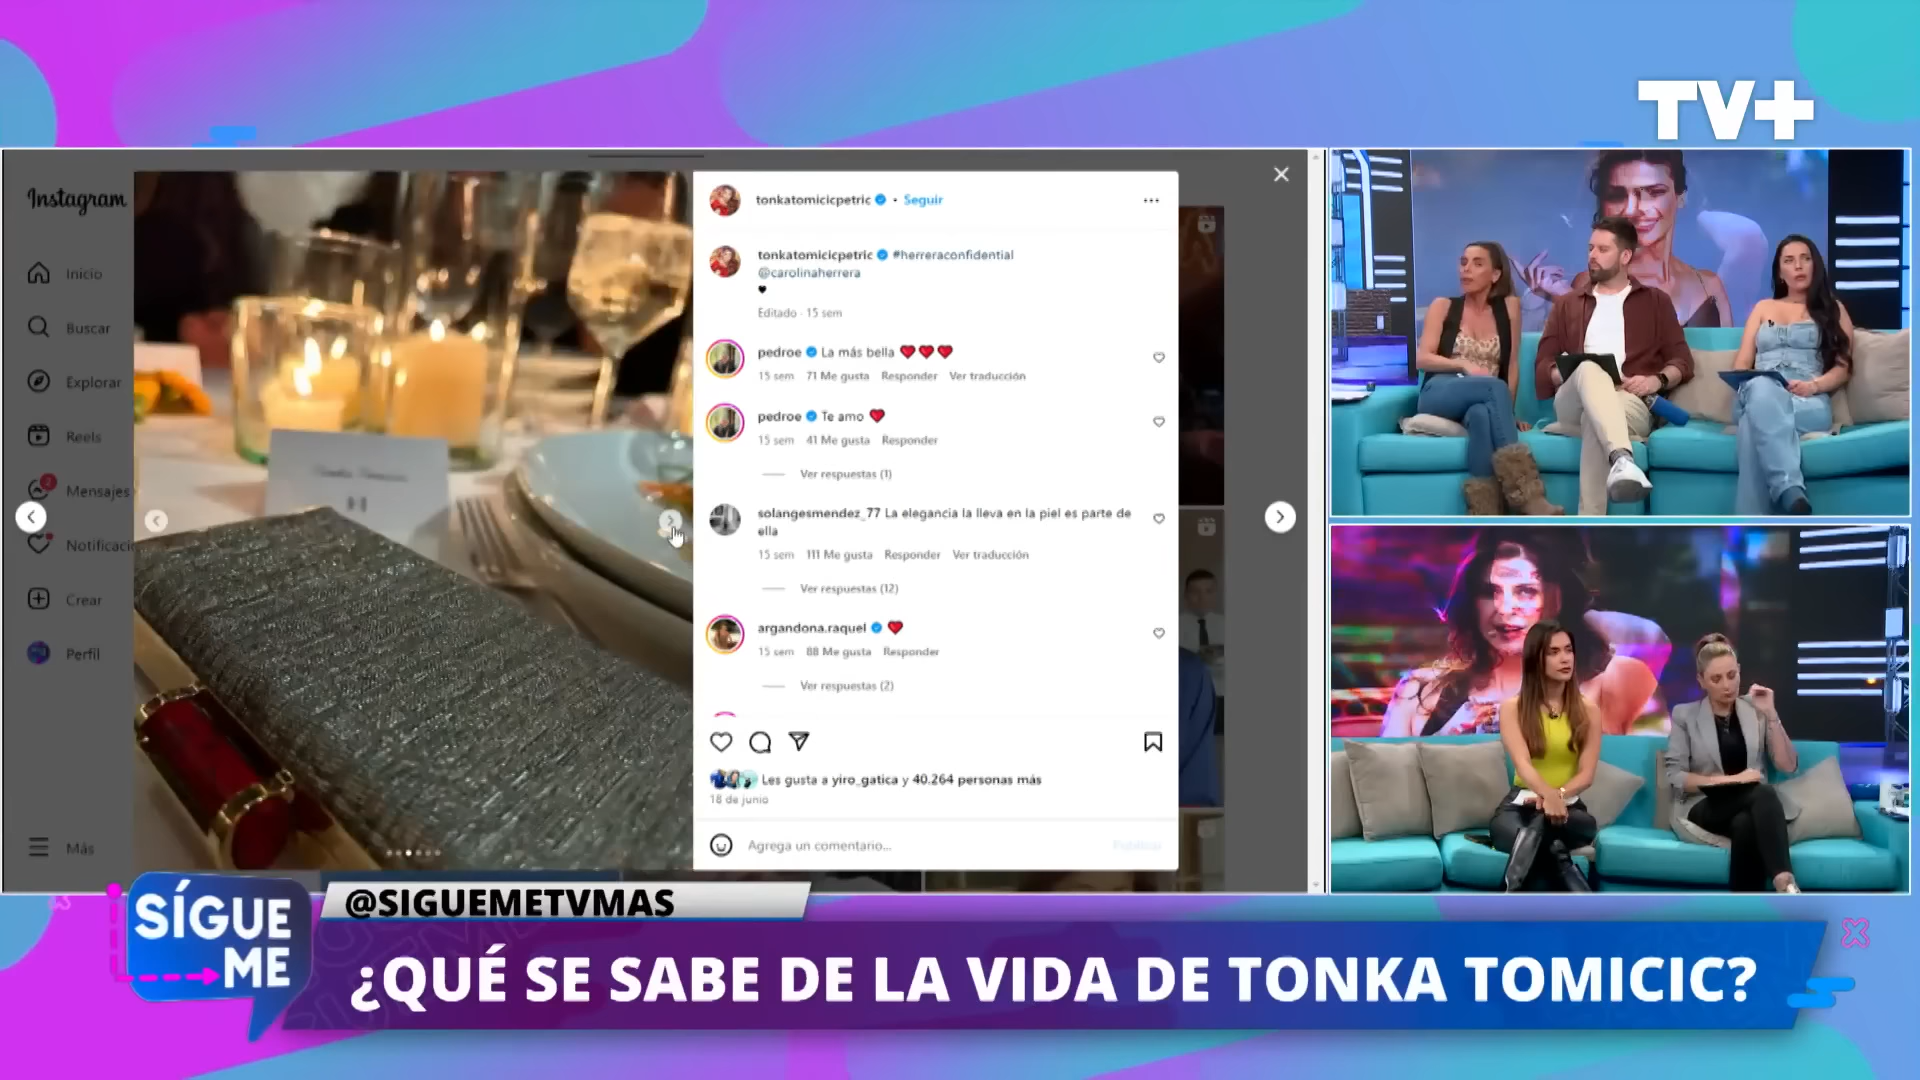 TV+
Instagram
Inicio
Buscar
Explorar
Reels
2
Mensajes
Notificaci
Crear
Perfil
Más
tonkatomicicpetric • Seguir
tonkatomicicpetric #herreraconfidential
@carolinaherrera
🖤
Editado · 15 sem
pedroe La más bella ❤️❤️❤️
15 sem 71 Me gusta Responder Ver traducción
pedroe Te amo ❤️
15 sem 41 Me gusta Responder
Ver respuestas (1)
solangesmendez_77 La elegancia la lleva en la piel es parte de
ella
15 sem 111 Me gusta Responder Ver traducción
Ver respuestas (12)
argandona.raquel ❤️
15 sem 88 Me gusta Responder
Ver respuestas (2)
Les gusta a yiro_gatica y 40.264 personas más
18 de junio
Agrega un comentario...
Publicar
SÍGUE
ME
@SIGUEMETVMAS
¿QUÉ SE SABE DE LA VIDA DE TONKA TOMICIC?